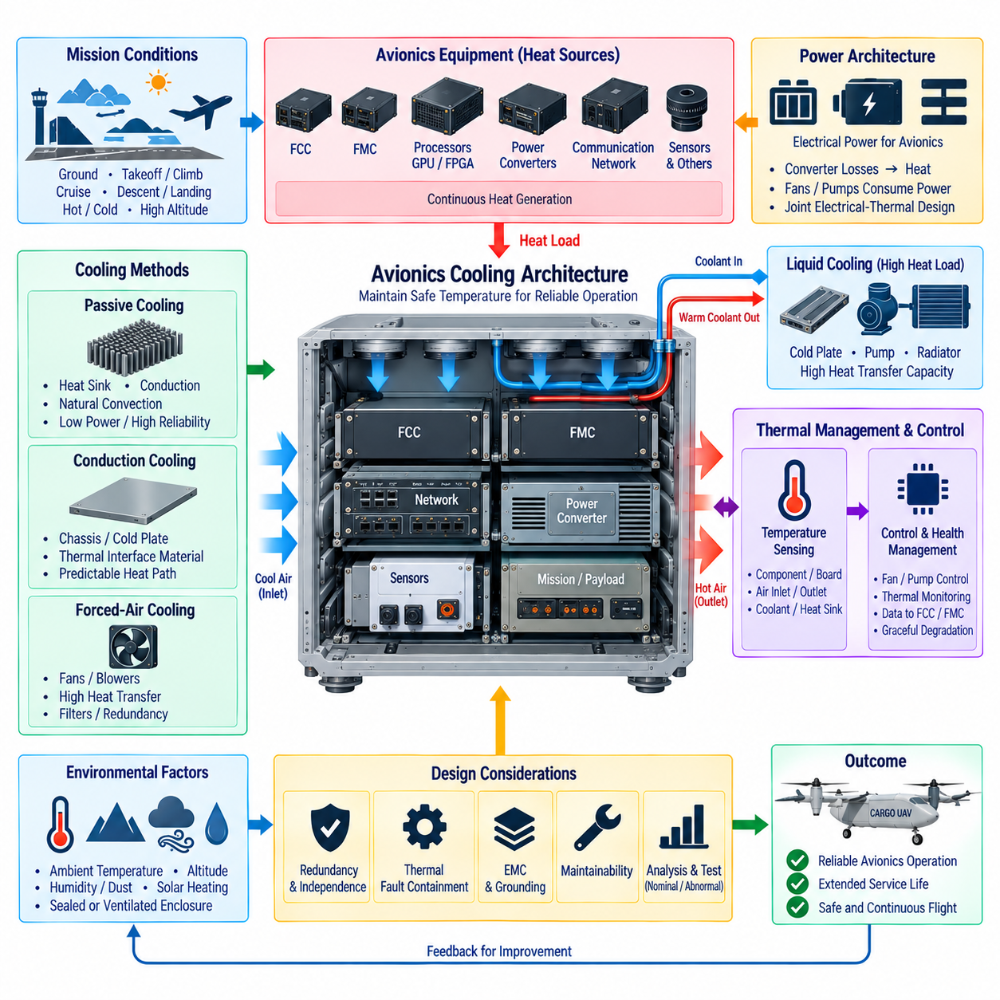 Mission Conditions
Ground • Takeoff / Climb
Cruise • Descent / Landing
Hot / Cold • High Altitude
Avionics Equipment (Heat Sources)
FCC
FMC
Processors
GPU / FPGA
Power
Converters
Communication
Network
Sensors
& Others
Continuous Heat Generation
Power Architecture
Electrical Power for Avionics
• Converter Losses → Heat
• Fans / Pumps Consume Power
• Joint Electrical-Thermal Design
Heat Load
Cooling Methods
Passive Cooling
• Heat Sink • Conduction
• Natural Convection
• Low Power / High Reliability
Conduction Cooling
• Chassis / Cold Plate
• Thermal Interface Material
• Predictable Heat Path
Forced-Air Cooling
• Fans / Blowers
• High Heat Transfer
• Filters / Redundancy
Avionics Cooling Architecture
Maintain Safe Temperature for Reliable Operation
Coolant In
Warm Coolant Out
FCC
FMC
Network
Power
Converter
Sensors
Mission / Payload
Cool Air
(Inlet)
Hot Air
(Outlet)
Liquid Cooling (High Heat Load)
Cold Plate • Pump • Radiator
High Heat Transfer Capacity
Thermal Management & Control
Temperature
Sensing
• Component / Board
• Air Inlet / Outlet
• Coolant / Heat Sink
Control & Health
Management
• Fan / Pump Control
• Thermal Monitoring
• Data to FCC / FMC
• Graceful Degradation
Environmental Factors
• Ambient Temperature • Altitude
• Humidity / Dust • Solar Heating
• Sealed or Ventilated Enclosure
Design Considerations
Redundancy
& Independence
Thermal
Fault Containment
EMC
& Grounding
Maintainability
Analysis & Test
(Nominal / Abnormal)
Outcome
CARGO UAV
Reliable Avionics Operation
Extended Service Life
Safe and Continuous Flight
Feedback for Improvement